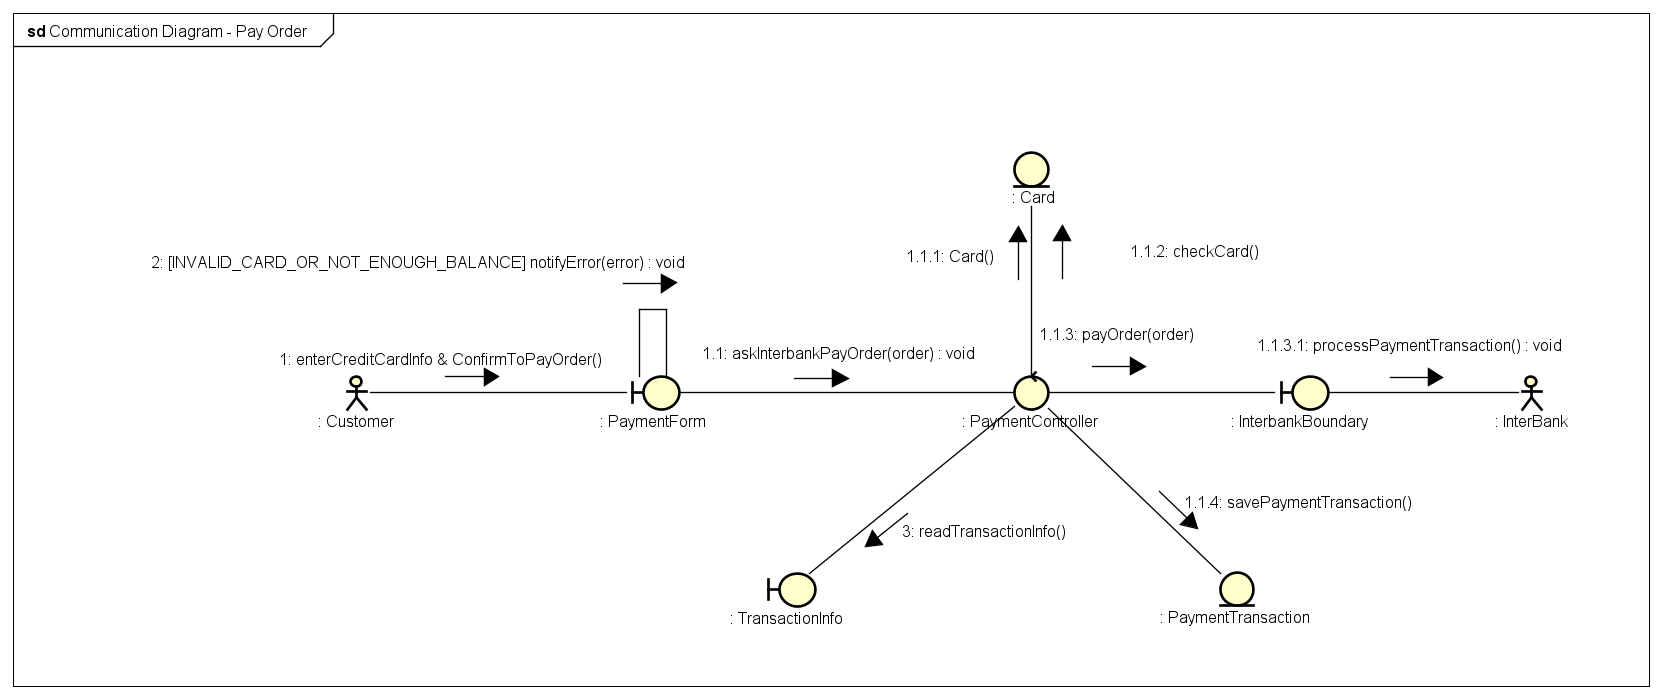 sd Communication Diagram - Pay Order
: Card
1.1.1: Card()
1.1.2: checkCard()
2: [INVALID_CARD_OR_NOT_ENOUGH_BALANCE] notifyError(error) : void
1: enterCreditCardInfo & ConfirmToPayOrder()
1.1: askInterbankPayOrder(order) : void
1.1.3: payOrder(order)
1.1.3.1: processPaymentTransaction() : void
: Customer
: PaymentForm
: PaymentController
: InterbankBoundary
: InterBank
3: readTransactionInfo()
1.1.4: savePaymentTransaction()
: TransactionInfo
: PaymentTransaction